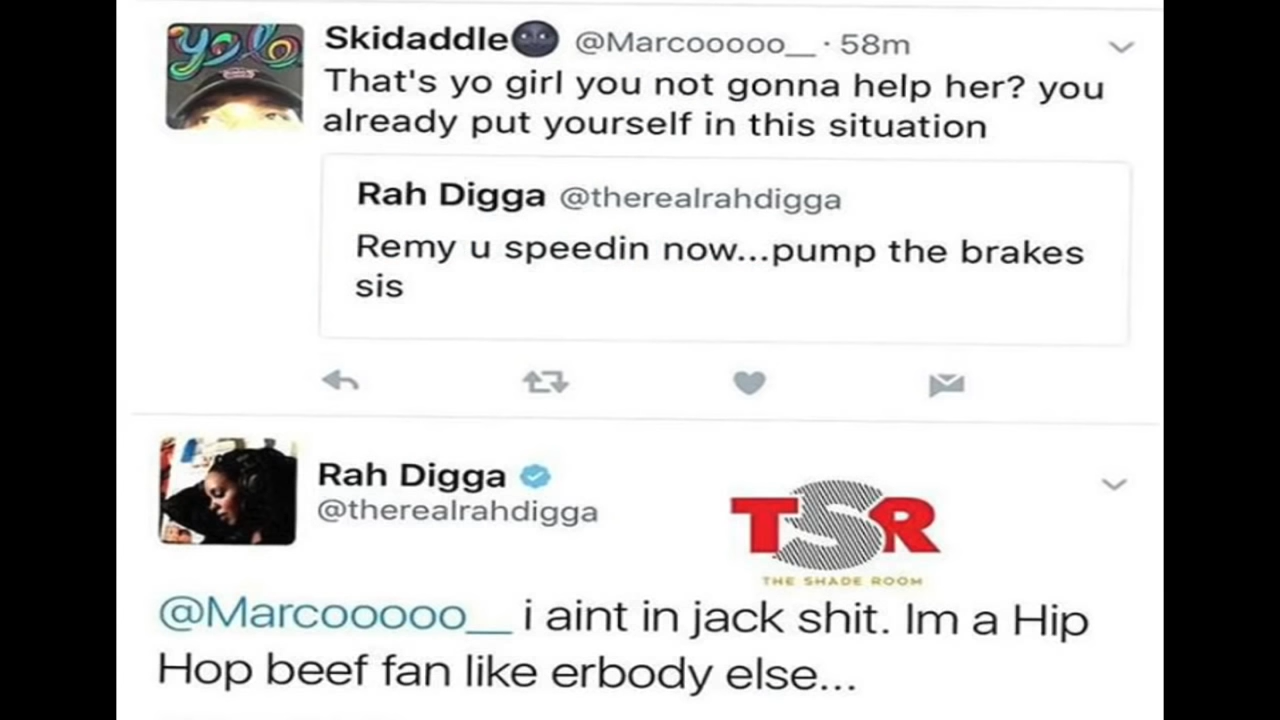 yolo
Skidaddle🌚 @Marcooooo__ · 58m
That's yo girl you not gonna help her? you
already put yourself in this situation
Rah Digga @therealrahdigga
Remy u speedin now...pump the brakes
sis
Rah Digga
@therealrahdigga
TSR
THE SHADE ROOM
@Marcooooo__ i aint in jack shit. Im a Hip
Hop beef fan like erbody else...